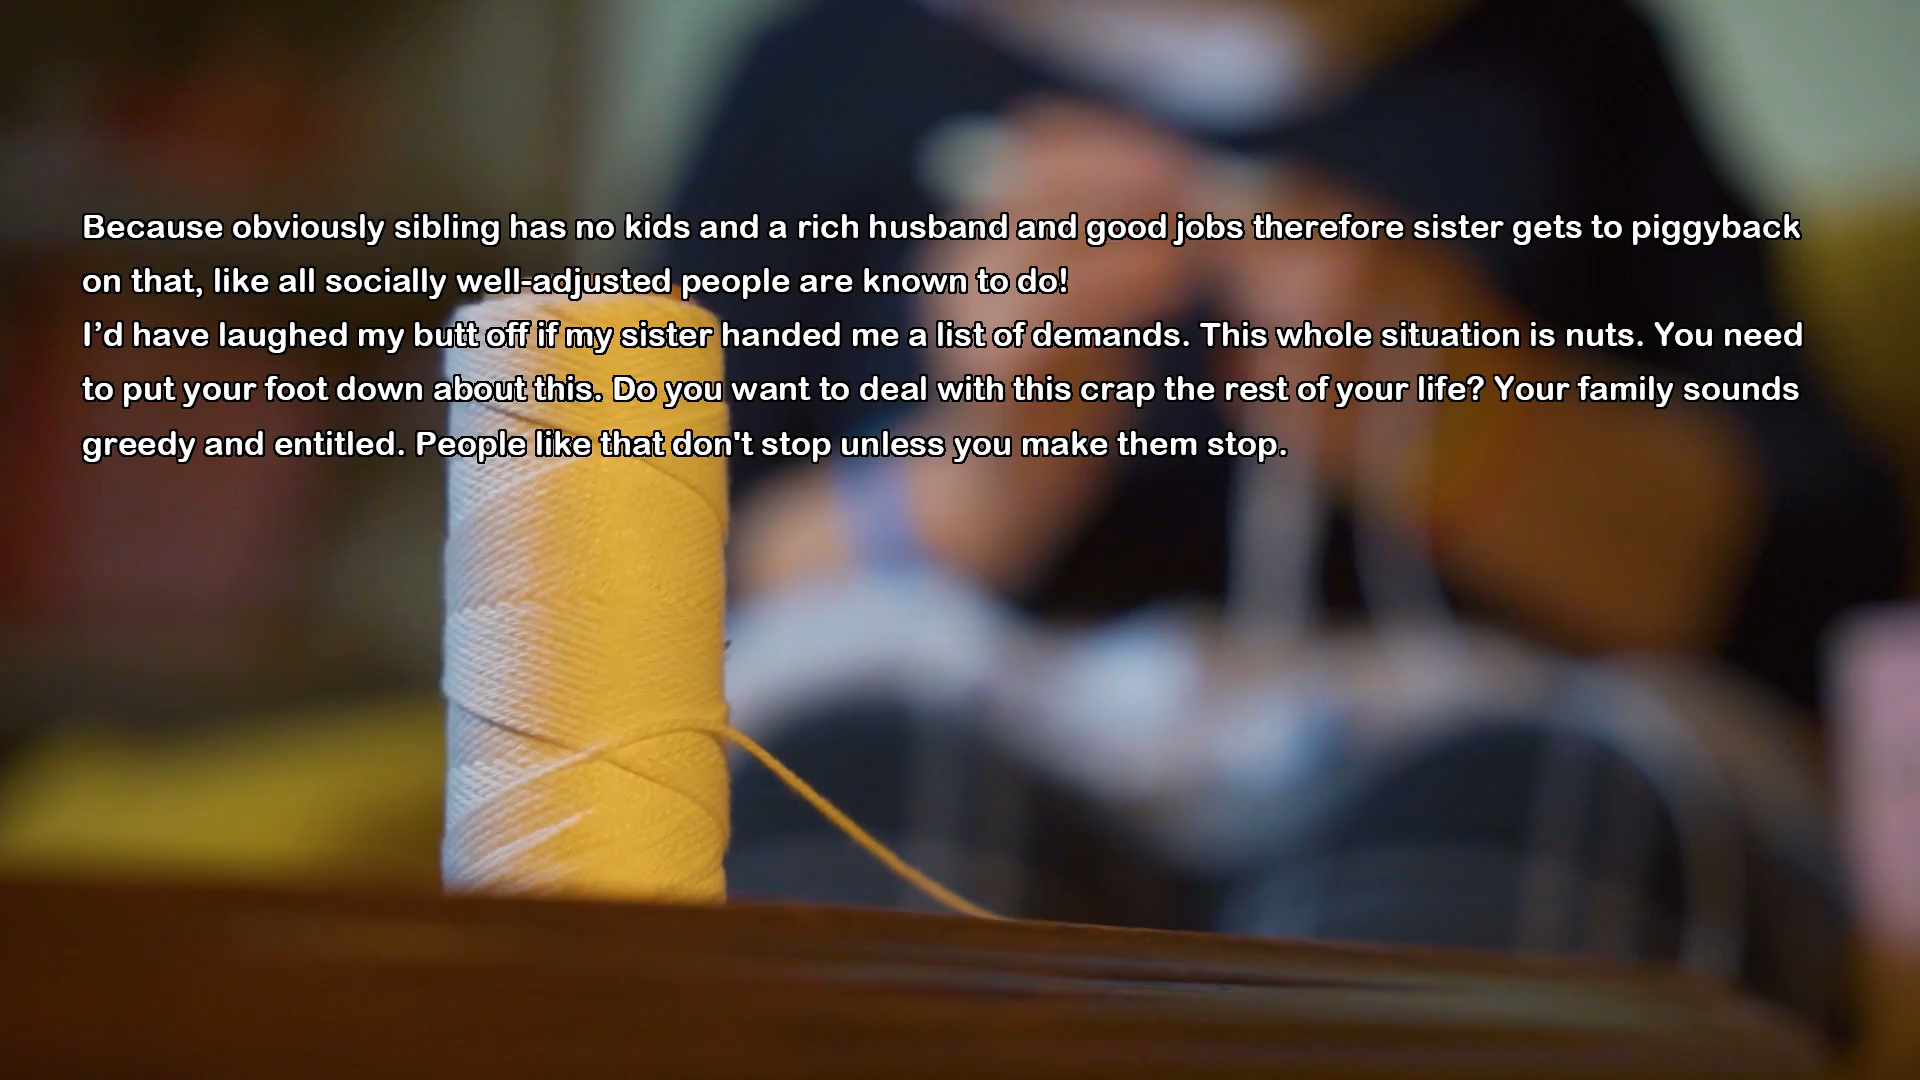 Because obviously sibling has no kids and a rich husband and good jobs therefore sister gets to piggyback
on that, like all socially well-adjusted people are known to do!
I’d have laughed my butt off if my sister handed me a list of demands. This whole situation is nuts. You need
to put your foot down about this. Do you want to deal with this crap the rest of your life? Your family sounds
greedy and entitled. People like that don't stop unless you make them stop.